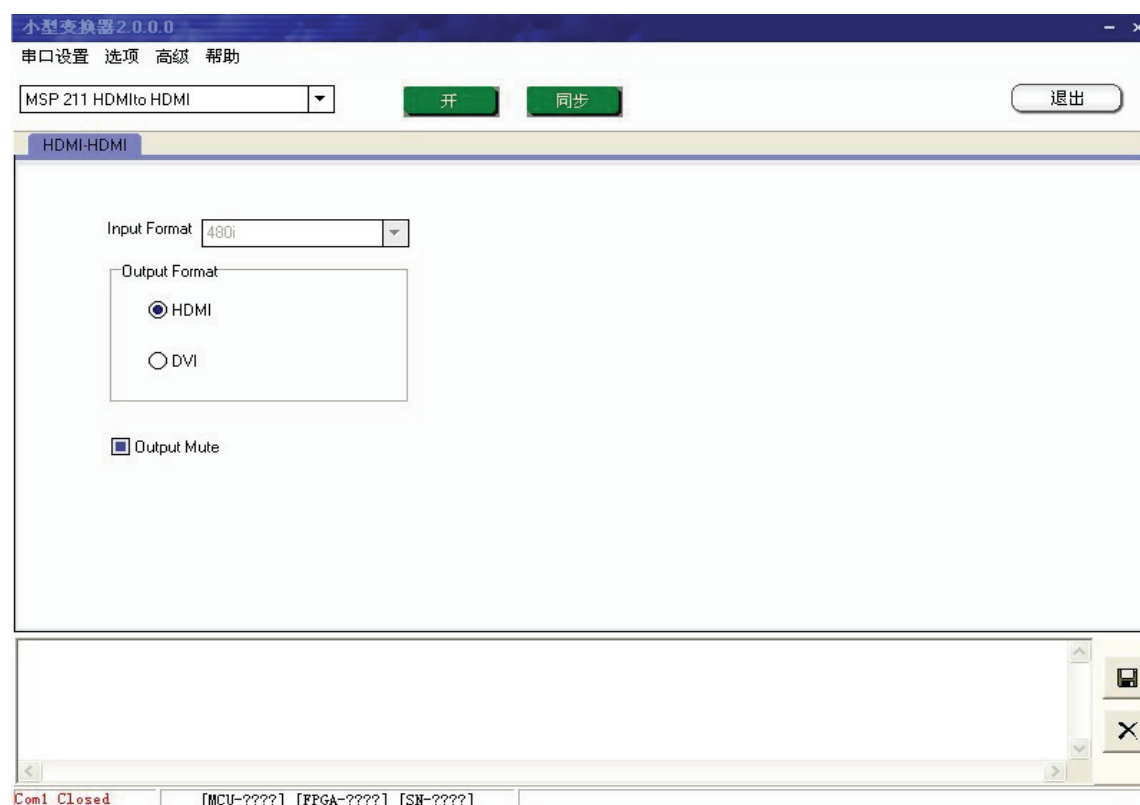 小型变换器2.0.0.0
串口设置 选项 高级 帮助
MSP 211 HDMIto HDMI 开 同步 退出
HDMI-HDMI
Input Format 480i
Output Format
HDMI
DVI
Output Mute
Com1 Closed [MCU-????] [FPGA-????] [SN-????]